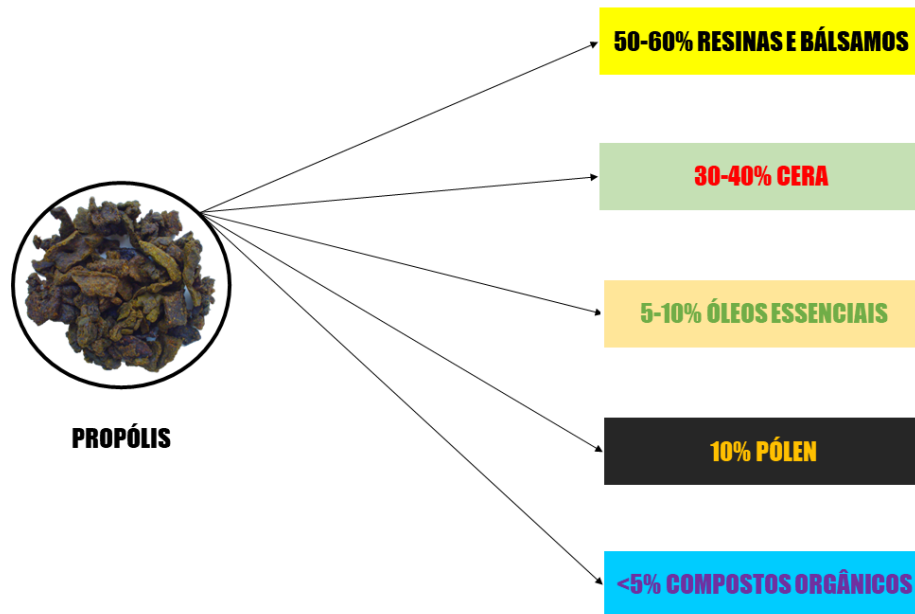 50-60% RESINAS E BÁLSAMOS
30-40% CERA
5-10% ÓLEOS ESSENCIAIS
PROPÓLIS
10% PÓLEN
<5% COMPOSTOS ORGÂNICOS